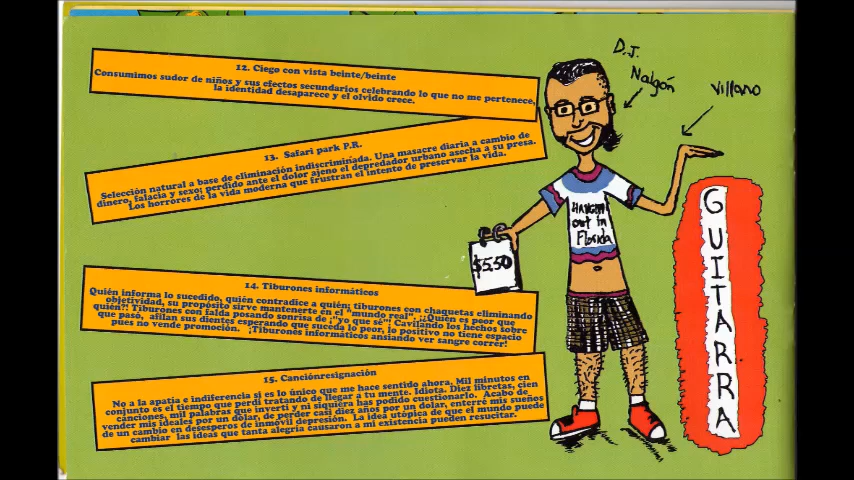 12. Ciego con vista beinte/beinte
Consumimos sudor de niños y sus efectos secundarios celebrando lo que no me pertenece,
la identidad desaparece y el olvido crece.
13. Safari park P.R.
Selección natural a base de eliminación indiscriminada. Una masacre diaria a cambio de
dinero, falacia y sexo; perdido ante el dolor ajeno el depredador urbano asecha a su presa.
Los horrores de la vida moderna que frustran el intento de preservar la vida.
14. Tiburones informáticos
Quién informa lo sucedido, quién contradice a quién; tiburones con chaquetas eliminando
objetividad, su propósito sirve mantenerte en el "mundo real". ¡¿Quién es peor que
quién?! Tiburones con falda posando sonrisa de ¡"yo que sé"! Cavilando los hechos sobre
que pasó, afilan sus dientes esperando que suceda lo peor, lo positivo no tiene espacio
pues no vende promoción. ¡Tiburones informáticos ansiando ver sangre correr!
15. Canciónresignación
No a la apatia e indiferencia si es lo único que me hace sentido ahora. Mil minutos en
conjunto es el tiempo que perdí tratando de llegar a tu mente. Idiota. Diez libretas, cien
canciones, mil palabras que invertí y ni siquiera has podido cuestionarlo. Acabo de
vender mis ideales por un dolar, de perder casi diez años por un dolar, enterré mis sueños
de un cambio en desesperos de inmóvil depresión. La idea utópica de que el mundo puede
cambiar las ideas que tanta alegria causaron a mi existencia pueden resucitar.
D.J.
Nalgón
Villano
HANGIN
out in
Florida
$5.50
GUITARRA